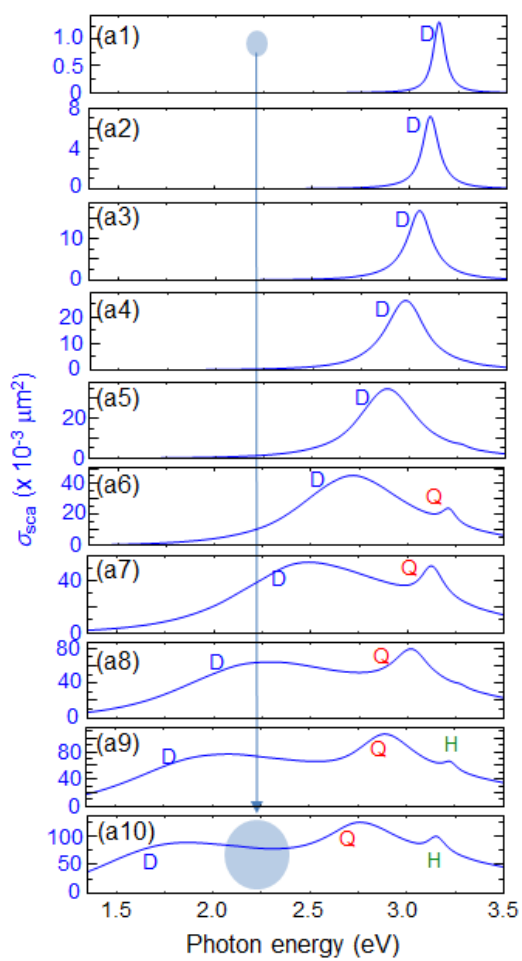 (a1)
D
1.0
0.5
0
(a2)
D
8
4
0
(a3)
D
10
0
(a4)
D
20
10
0
(a5)
D
20
0
(a6)
D
Q
40
20
0
(a7)
D
Q
40
0
(a8)
D
Q
80
40
0
(a9)
D
Q
H
80
40
0
(a10)
D
Q
H
100
50
0
σsca (x 10⁻³ μm²)
1.5 2.0 2.5 3.0 3.5
Photon energy (eV)